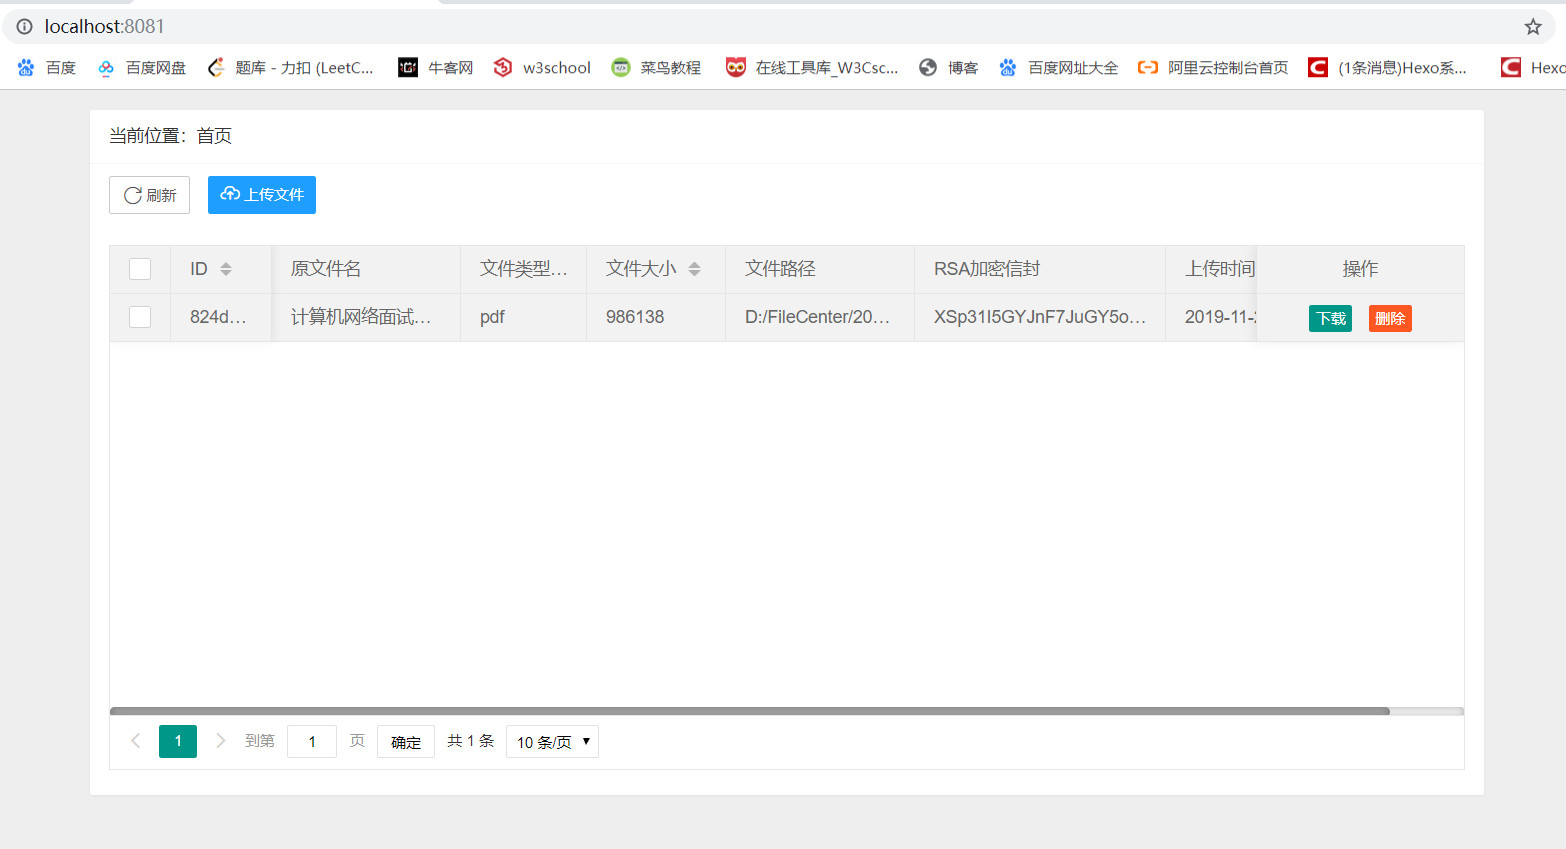 localhost:8081
百度 百度网盘 题库 - 力扣 (LeetC... 牛客网 w3school 菜鸟教程 在线工具库_W3Csc... 博客 百度网址大全 阿里云控制台首页 (1条消息)Hexo系... Hexo
当前位置：首页
刷新 上传文件
ID 原文件名 文件类型... 文件大小 文件路径 RSA加密信封 上传时间 操作
824d... 计算机网络面试... pdf 986138 D:/FileCenter/20... XSp31I5GYJnF7JuGY5o... 2019-11- 下载 删除
1 到第 1 页 确定 共 1 条 10 条/页